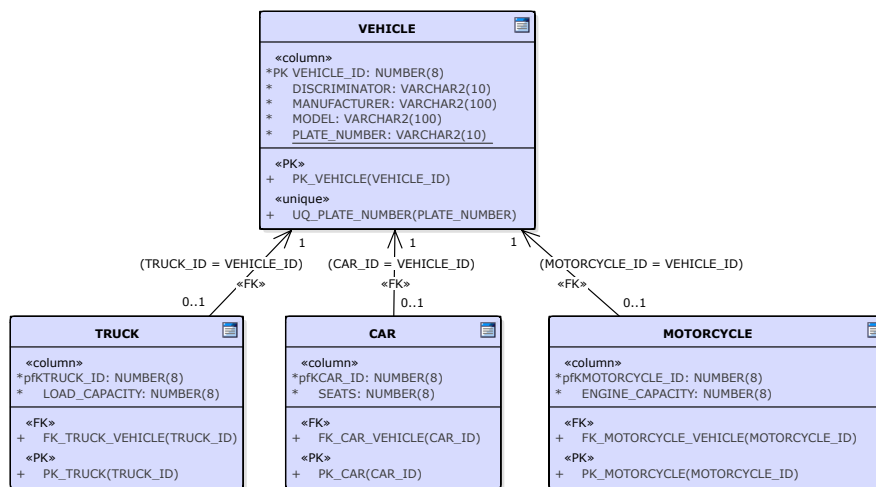 VEHICLE
«column»
*PK VEHICLE_ID: NUMBER(8)
* DISCRIMINATOR: VARCHAR2(10)
* MANUFACTURER: VARCHAR2(100)
* MODEL: VARCHAR2(100)
* PLATE_NUMBER: VARCHAR2(10)
«PK»
+ PK_VEHICLE(VEHICLE_ID)
«unique»
+ UQ_PLATE_NUMBER(PLATE_NUMBER)
1
1
1
(TRUCK_ID = VEHICLE_ID)
(CAR_ID = VEHICLE_ID)
(MOTORCYCLE_ID = VEHICLE_ID)
«FK»
«FK»
«FK»
0..1
0..1
0..1
TRUCK
«column»
*pfKTRUCK_ID: NUMBER(8)
* LOAD_CAPACITY: NUMBER(8)
«FK»
+ FK_TRUCK_VEHICLE(TRUCK_ID)
«PK»
+ PK_TRUCK(TRUCK_ID)
CAR
«column»
*pfKCAR_ID: NUMBER(8)
* SEATS: NUMBER(8)
«FK»
+ FK_CAR_VEHICLE(CAR_ID)
«PK»
+ PK_CAR(CAR_ID)
MOTORCYCLE
«column»
*pfKMOTORCYCLE_ID: NUMBER(8)
* ENGINE_CAPACITY: NUMBER(8)
«FK»
+ FK_MOTORCYCLE_VEHICLE(MOTORCYCLE_ID)
«PK»
+ PK_MOTORCYCLE(MOTORCYCLE_ID)